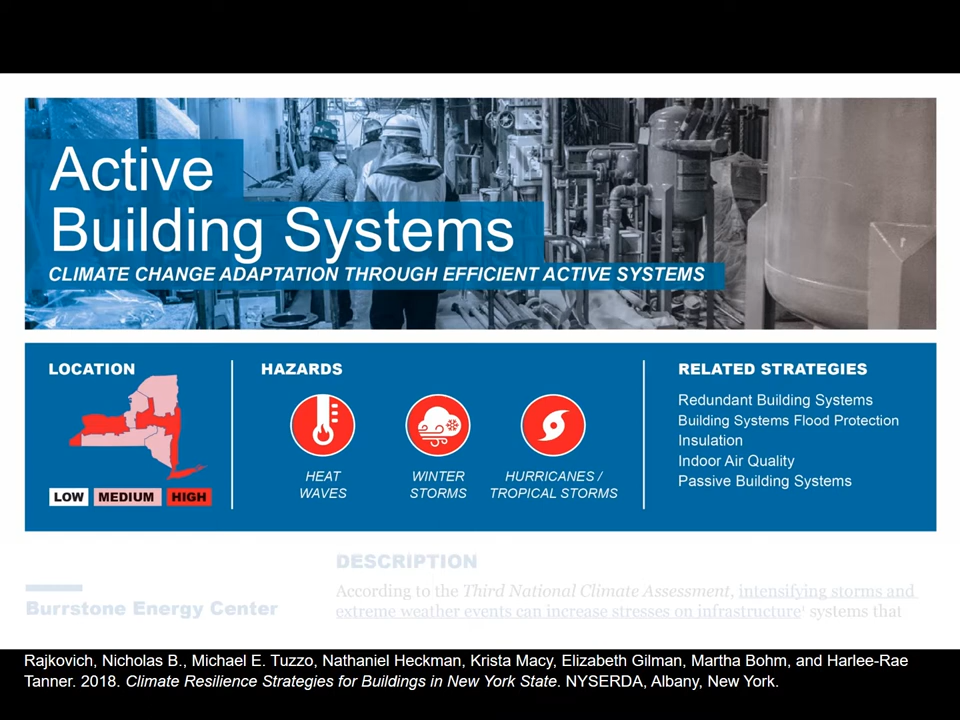 Active
Building Systems
CLIMATE CHANGE ADAPTATION THROUGH EFFICIENT ACTIVE SYSTEMS
LOCATION
LOW MEDIUM HIGH
HAZARDS
HEAT
WAVES
WINTER
STORMS
HURRICANES /
TROPICAL STORMS
RELATED STRATEGIES
Redundant Building Systems
Building Systems Flood Protection
Insulation
Indoor Air Quality
Passive Building Systems
Burrstone Energy Center
DESCRIPTION
According to the Third National Climate Assessment, intensifying storms and
extreme weather events can increase stresses on infrastructure¹ systems that
Rajkovich, Nicholas B., Michael E. Tuzzo, Nathaniel Heckman, Krista Macy, Elizabeth Gilman, Martha Bohm, and Harlee-Rae
Tanner. 2018. Climate Resilience Strategies for Buildings in New York State. NYSERDA, Albany, New York.